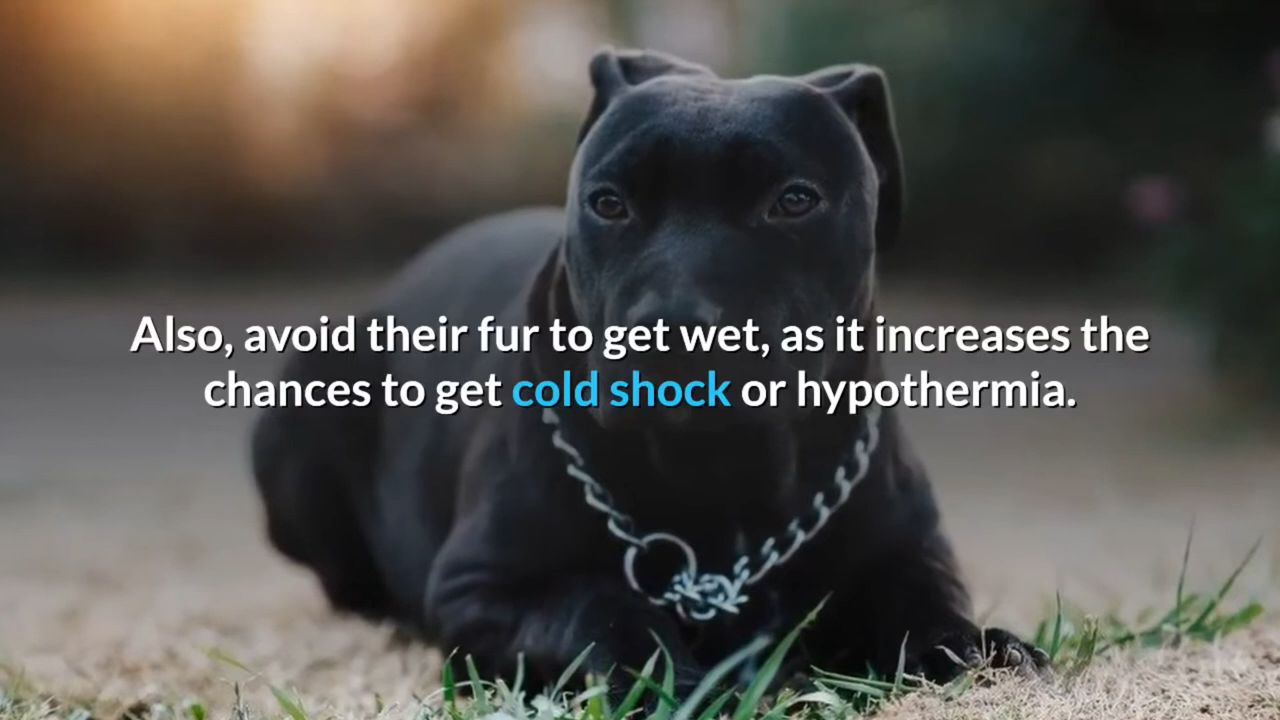 Also, avoid their fur to get wet, as it increases the
chances to get cold shock or hypothermia.